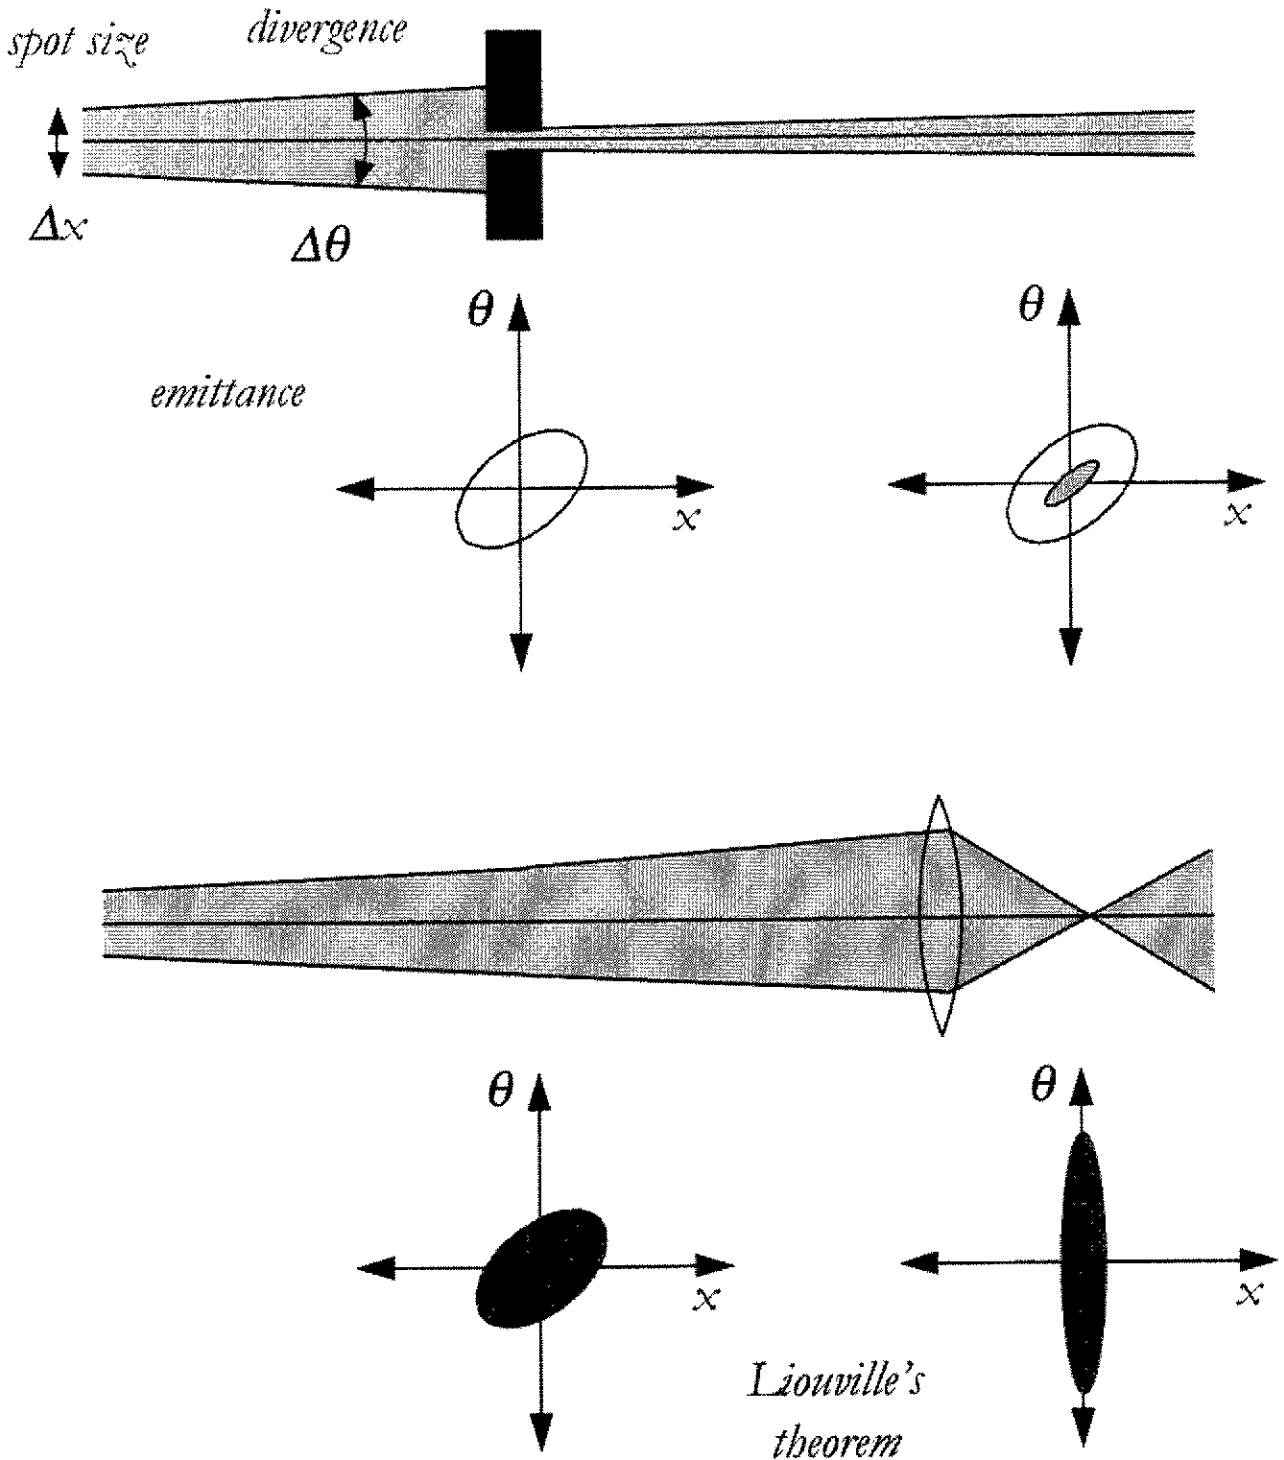 spot size
divergence
Δx
Δθ
θ
θ
emittance
x
x
θ
θ
x
x
Liouville's
theorem